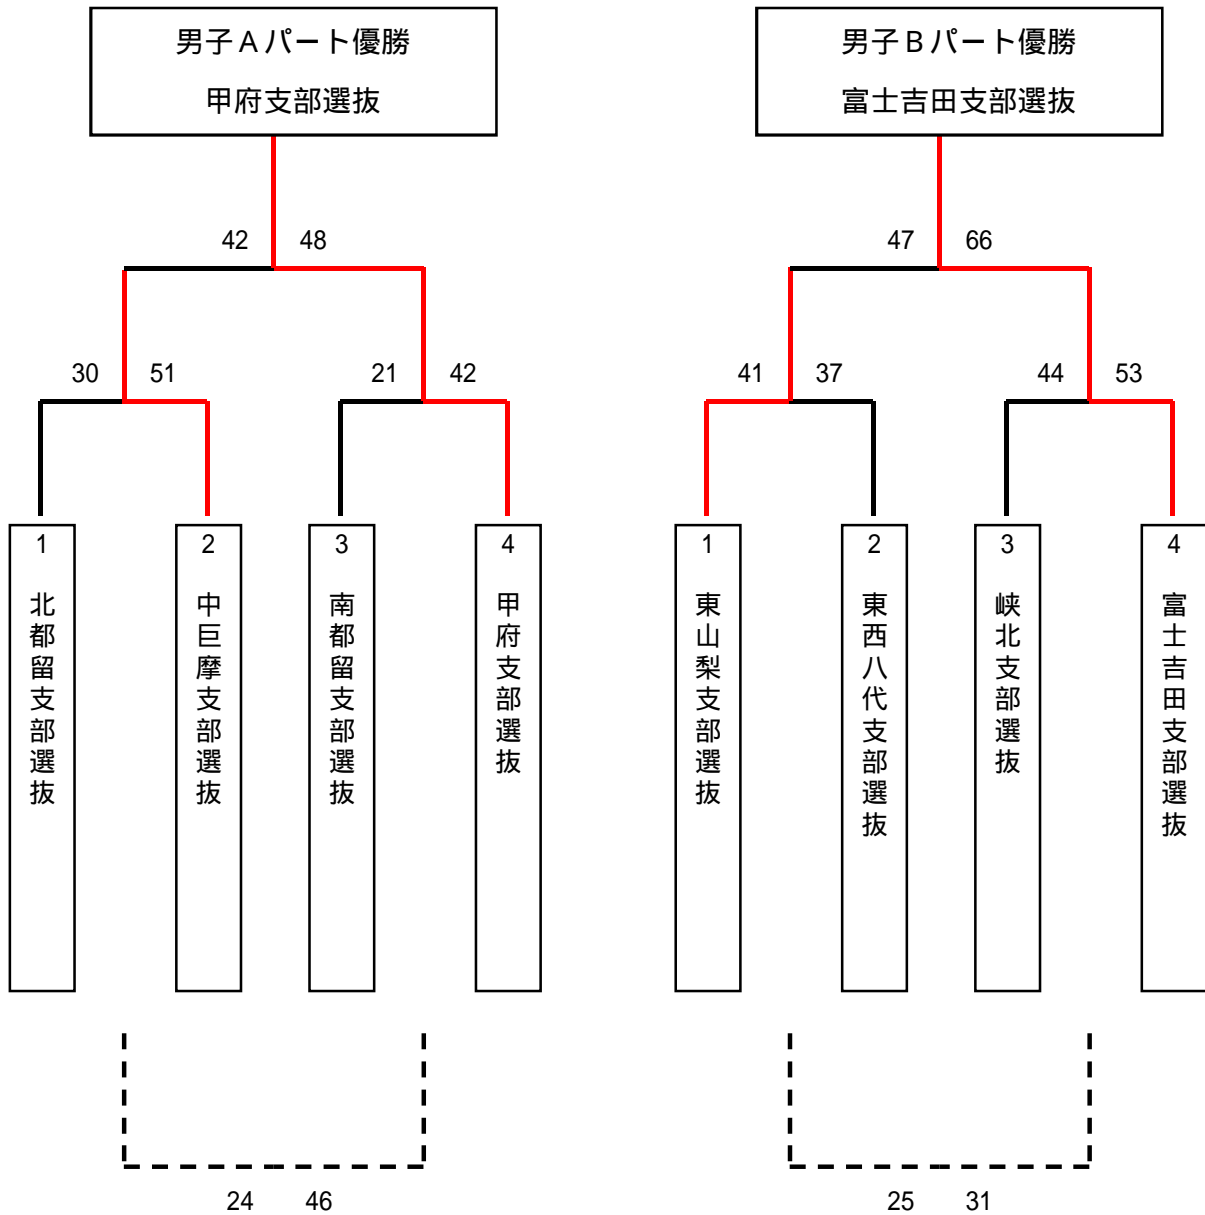 男子Aパート優勝
甲府支部選抜
男子Bパート優勝
富士吉田支部選抜
42 48
47 66
30 51
21 42
41 37
44 53
1
北都留支部選抜
2
中巨摩支部選抜
3
南都留支部選抜
4
甲府支部選抜
1
東山梨支部選抜
2
東西八代支部選抜
3
峡北支部選抜
4
富士吉田支部選抜
24 46
25 31